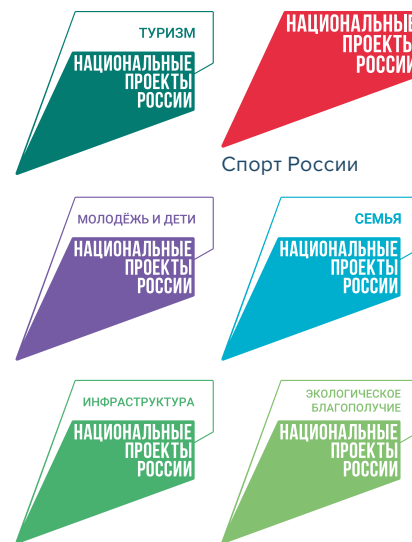 ТУРИЗМ
НАЦИОНАЛЬНЫЕ
ПРОЕКТЫ
РОССИИ
НАЦИОНАЛЬНЫЕ
ПРОЕКТЫ
РОССИИ
Спорт России
МОЛОДЁЖЬ И ДЕТИ
НАЦИОНАЛЬНЫЕ
ПРОЕКТЫ
РОССИИ
СЕМЬЯ
НАЦИОНАЛЬНЫЕ
ПРОЕКТЫ
РОССИИ
ИНФРАСТРУКТУРА
НАЦИОНАЛЬНЫЕ
ПРОЕКТЫ
РОССИИ
ЭКОЛОГИЧЕСКОЕ
БЛАГОПОЛУЧИЕ
НАЦИОНАЛЬНЫЕ
ПРОЕКТЫ
РОССИИ